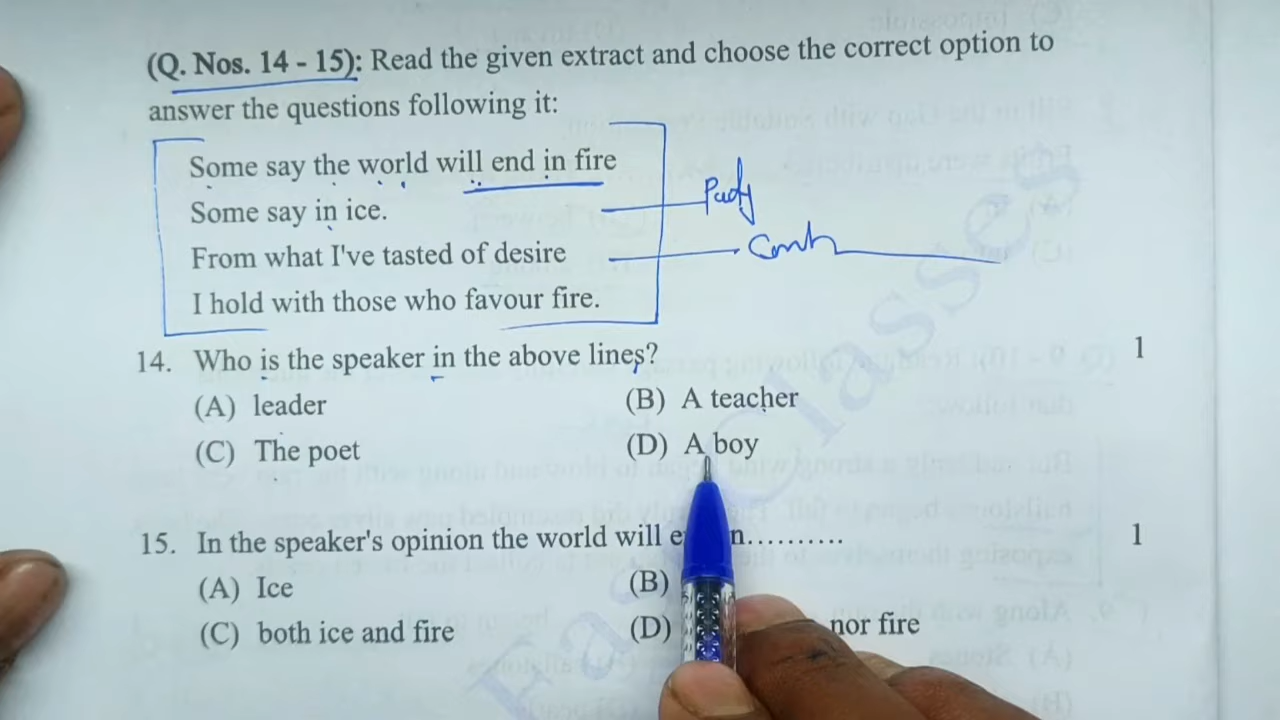 (Q. Nos. 14 - 15): Read the given extract and choose the correct option to
answer the questions following it:
Some say the world will end in fire
Some say in ice.
From what I've tasted of desire
I hold with those who favour fire.
14. Who is the speaker in the above lines? 1
(A) leader (B) A teacher
(C) The poet (D) A boy
15. In the speaker's opinion the world will .......... 1
(A) Ice (B)
(C) both ice and fire (D) nor fire
Classes